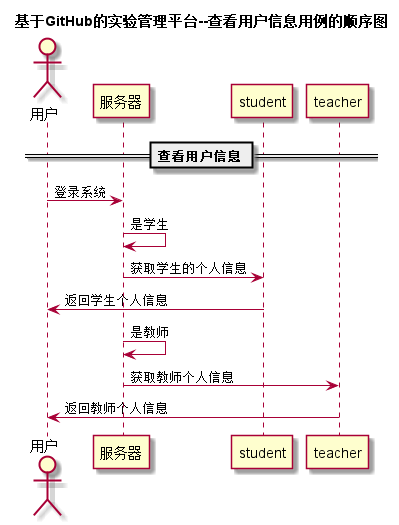 基于GitHub的实验管理平台--查看用户信息用例的顺序图
用户
服务器
student
teacher
查看用户信息
登录系统
是学生
获取学生的个人信息
返回学生个人信息
是教师
获取教师个人信息
返回教师个人信息
用户
服务器
student
teacher